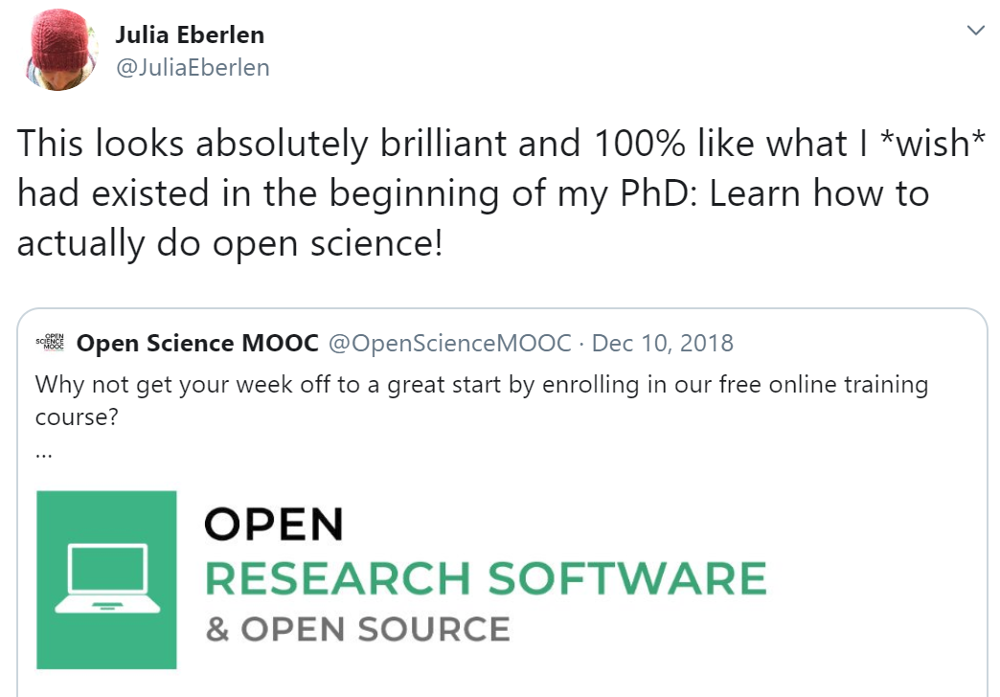 Julia Eberlen
@JuliaEberlen
This looks absolutely brilliant and 100% like what I *wish*
had existed in the beginning of my PhD: Learn how to
actually do open science!
OPEN
SCIENCE
MOOC
Open Science MOOC @OpenScienceMOOC · Dec 10, 2018
Why not get your week off to a great start by enrolling in our free online training
course?
...
OPEN
RESEARCH SOFTWARE
& OPEN SOURCE